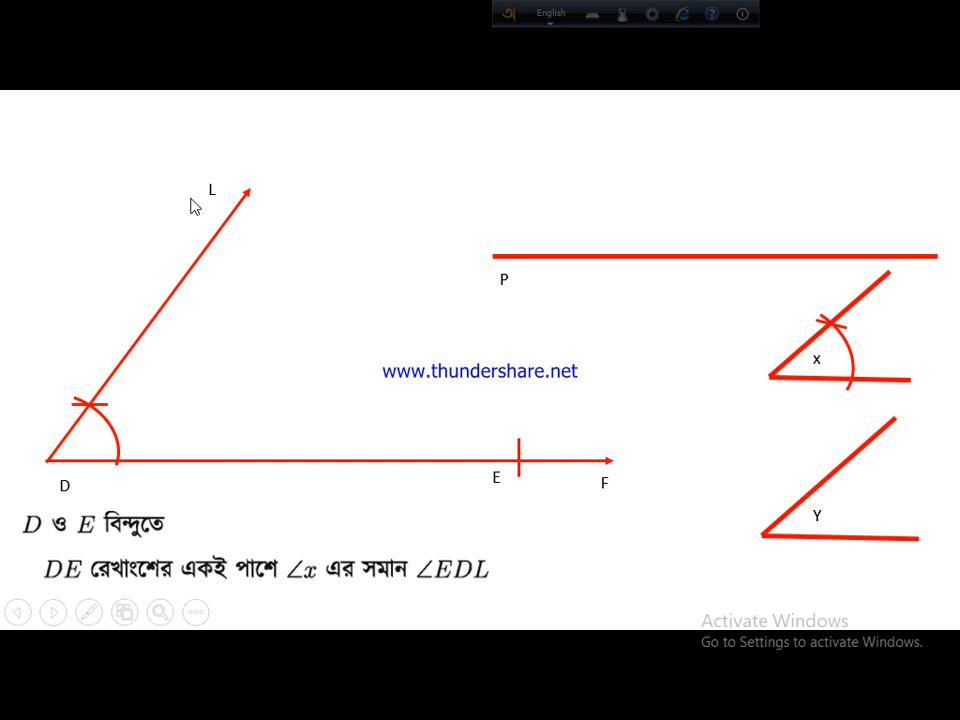 অ English
L
P
x
www.thundershare.net
E
F
D
Y
D ও E বিন্দুতে
DE রেখাংশের একই পাশে ∠x এর সমান ∠EDL
Activate Windows
Go to Settings to activate Windows.